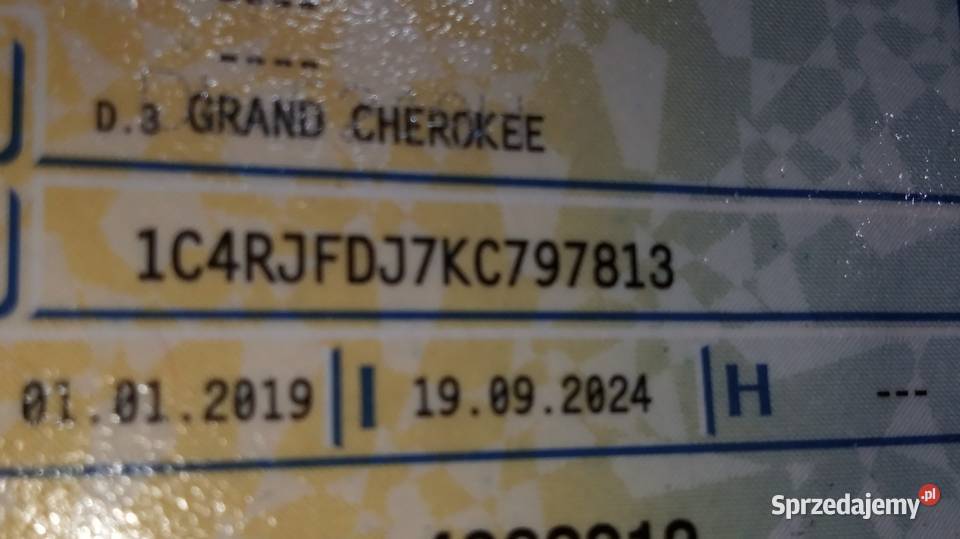 ----
D.3 GRAND CHEROKEE
1C4RJFDJ7KC797813
01.01.2019 I 19.09.2024 H ---
Sprzedajemy.pl